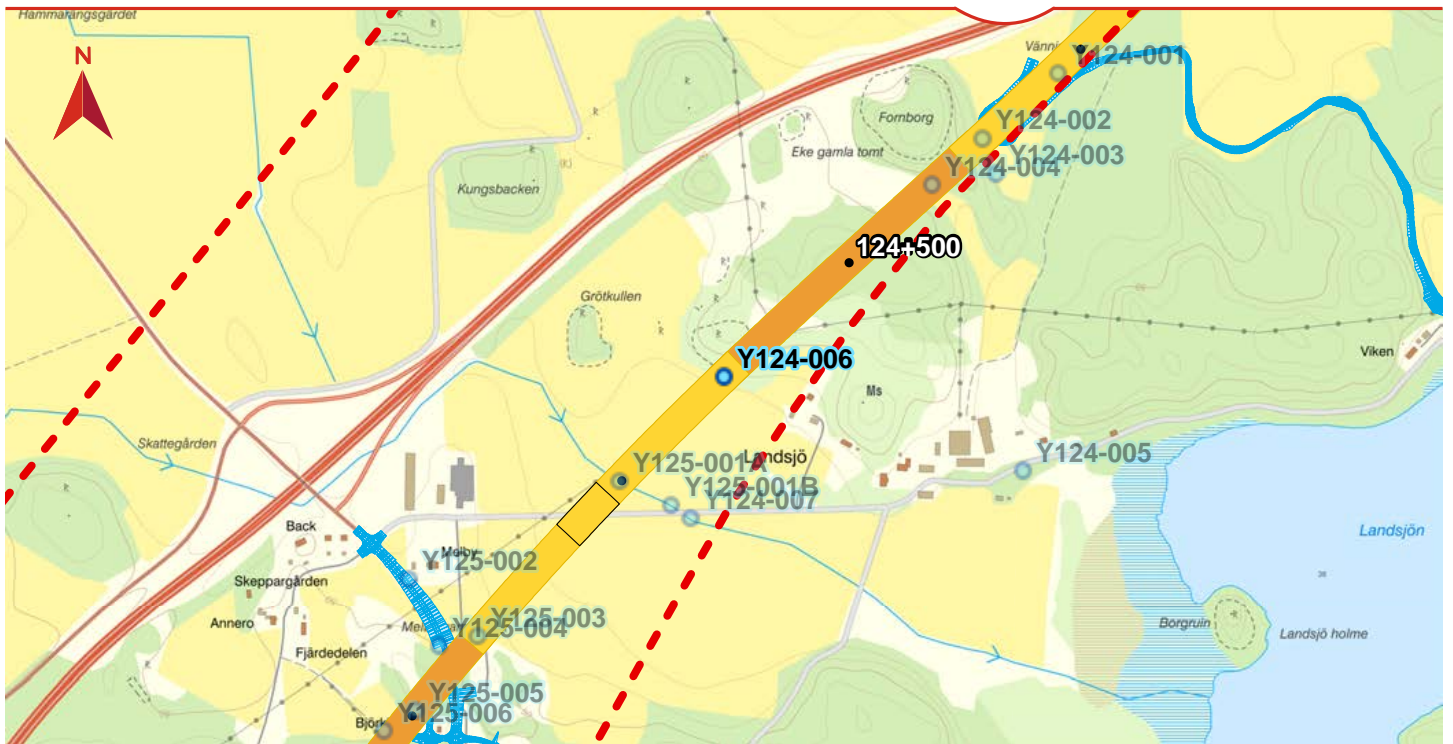 Hammarängsgärdet
N
Vänni
Y124-001
Fornborg
Y124-002
Eke gamla tomt
Y124-003
Y124-004
Kungsbacken
124+500
Grötkullen
Y124-006
Viken
Ms
Skattegården
Landsjö
Y124-005
Y125-001A
Y125-001B
Y124-007
Back
Landsjön
Melby
Y125-002
Skeppargården
Annero
Y125-003
Y125-004
Borgruin
Landsjö holme
Fjärdedelen
Y125-005
Björk
Y125-006